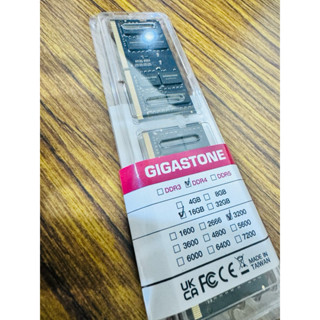 GIGASTONE
☐ DDR3 ☑ DDR4 ☐ DDR5
☐ 4GB ☐ 8GB
☑ 16GB ☐ 32GB
☐ 1600 ☐ 2666 ☑ 3200
☐ 3600 ☐ 4800 ☐ 5600
☐ 6000 ☐ 6400 ☐ 7200
UK CA FC CE MADE IN
TAIWAN